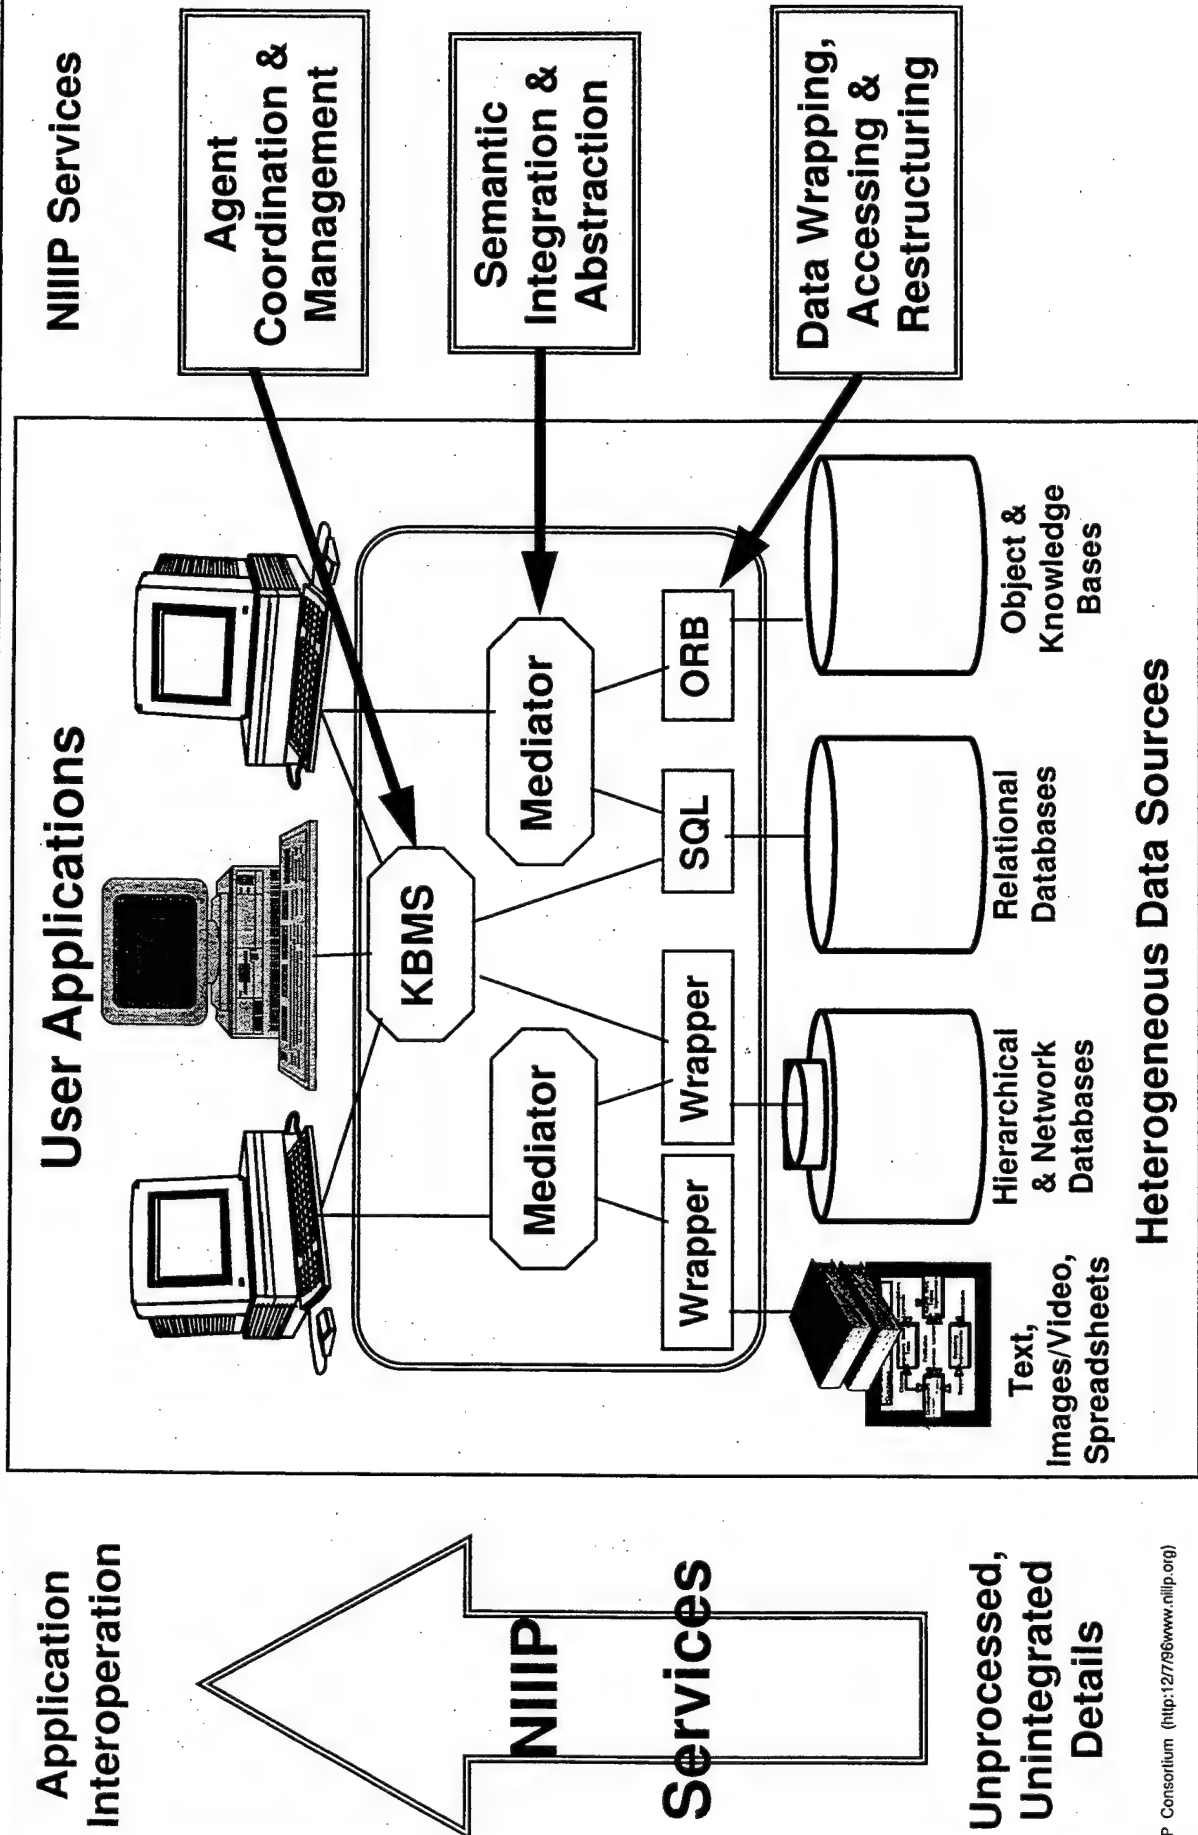 Application
Interoperation
NIIIP
Services
Unprocessed,
Unintegrated
Details
P Consortium (http:12/7/96www.niiip.org)
User Applications
KBMS
Mediator
Mediator
Wrapper
Wrapper
SQL
ORB
Text,
Images/Video,
Spreadsheets
Hierarchical
& Network
Databases
Relational
Databases
Object &
Knowledge
Bases
Heterogeneous Data Sources
NIIIP Services
Agent
Coordination &
Management
Semantic
Integration &
Abstraction
Data Wrapping,
Accessing &
Restructuring